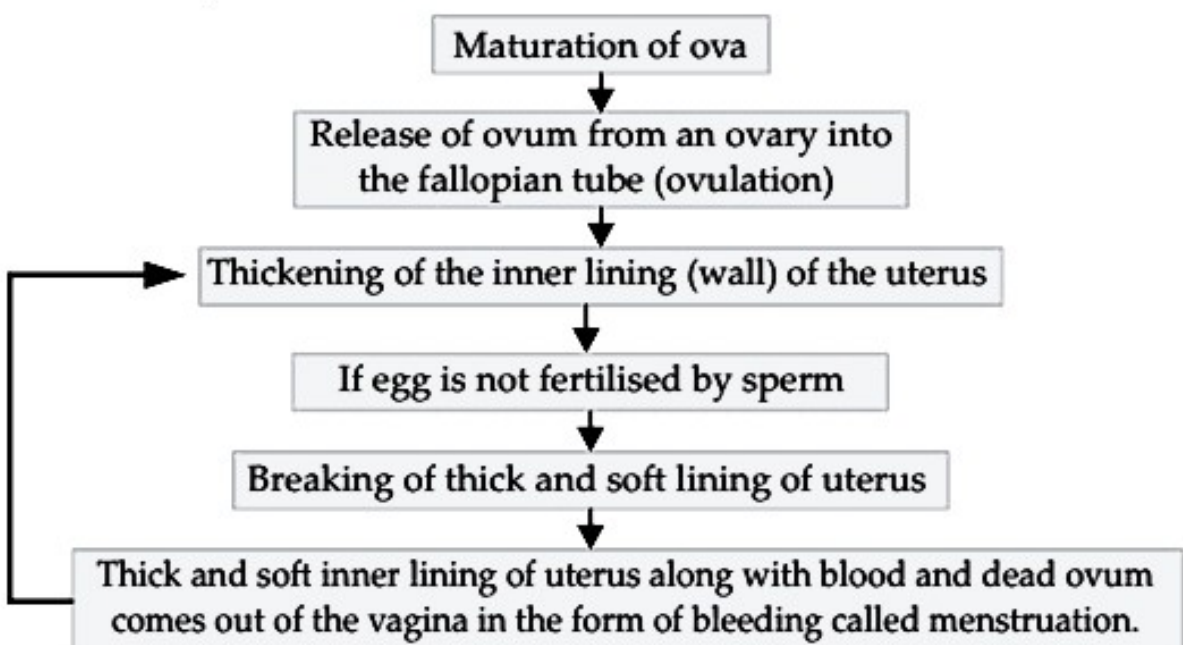 Maturation of ova
Release of ovum from an ovary into
the fallopian tube (ovulation)
Thickening of the inner lining (wall) of the uterus
If egg is not fertilised by sperm
Breaking of thick and soft lining of uterus
Thick and soft inner lining of uterus along with blood and dead ovum
comes out of the vagina in the form of bleeding called menstruation.